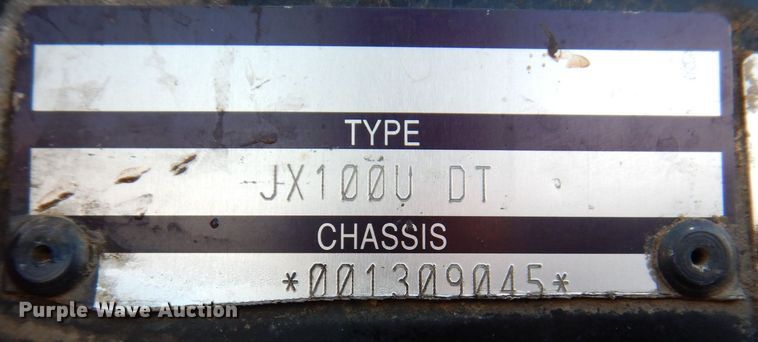 TYPE
JX100U DT
CHASSIS
*001309045*
Purple Wave Auction